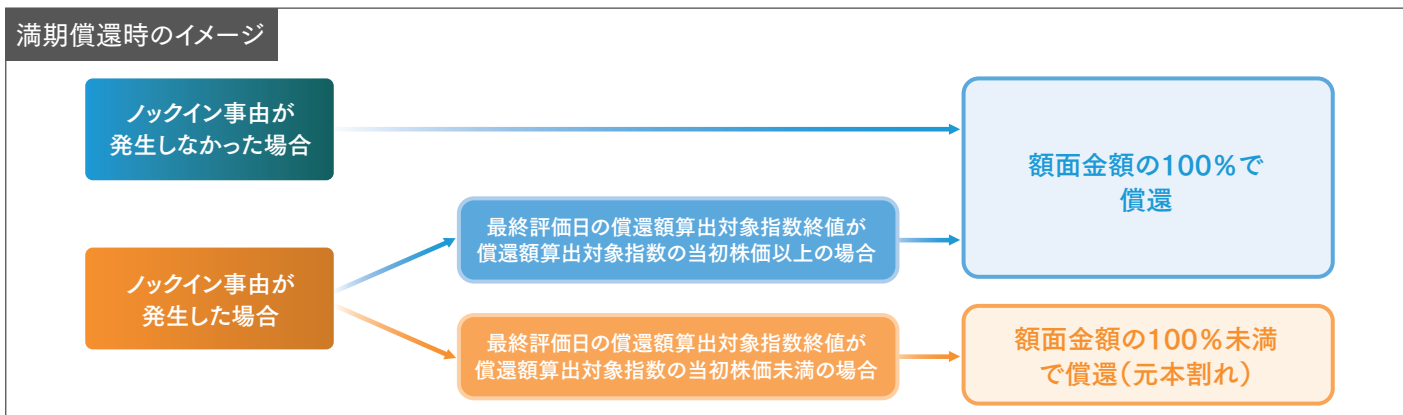 満期償還時のイメージ
ノックイン事由が
発生しなかった場合
額面金額の100%で
償還
最終評価日の償還額算出対象指数終値が
償還額算出対象指数の当初株価以上の場合
ノックイン事由が
発生した場合
最終評価日の償還額算出対象指数終値が
償還額算出対象指数の当初株価未満の場合
額面金額の100%未満
で償還(元本割れ)